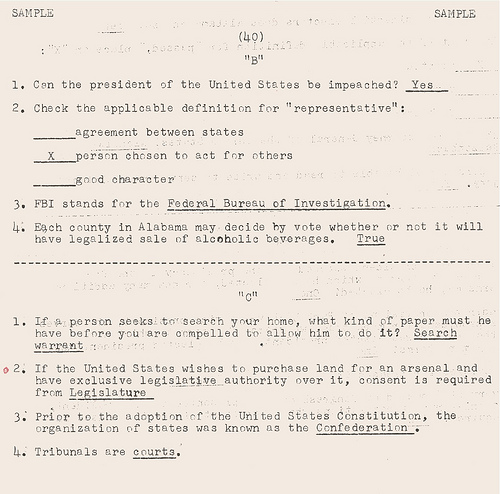 SAMPLE SAMPLE
(40)
"B"
1. Can the president of the United States be impeached? Yes
2. Check the applicable definition for "representative":
______agreement between states
__X___person chosen to act for others
______good character
3. FBI stands for the Federal Bureau of Investigation.
4. Each county in Alabama may decide by vote whether or not it will
have legalized sale of alcoholic beverages. True
"C"
1. If a person seeks to search your home, what kind of paper must he
have before you are compelled to allow him to do it? Search
warrant
2. If the United States wishes to purchase land for an arsenal and
have exclusive legislative authority over it, consent is required
from Legislature
3. Prior to the adoption of the United States Constitution, the
organization of states was known as the Confederation.
4. Tribunals are courts.